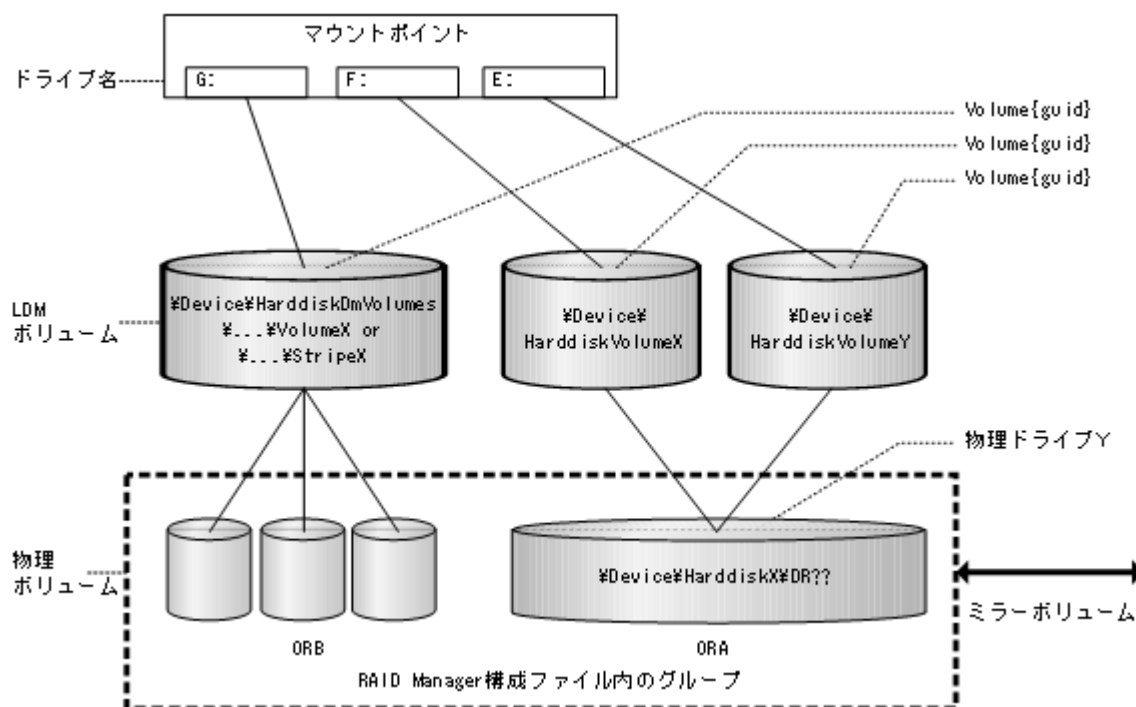 マウントポイント
ドライブ名
G:
F:
E:
Volume{guid}
Volume{guid}
Volume{guid}
LDM
ボリューム
¥Device¥HarddiskDmVolumes
¥...¥VolumeX or
¥...¥StripeX
¥Device¥
HarddiskVolumeX
¥Device¥
HarddiskVolumeY
物理ドライブY
物理
ボリューム
¥Device¥HarddiskX¥DR??
ミラーボリューム
ORB
ORA
RAID Manager構成ファイル内のグループ